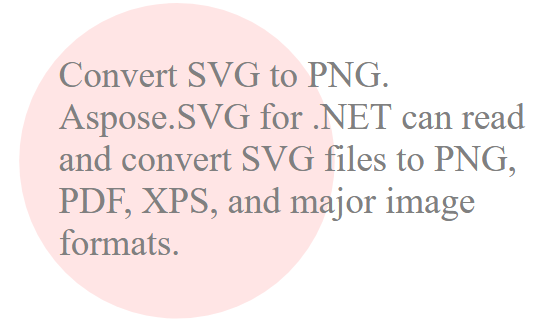 Convert SVG to PNG.
Aspose.SVG for .NET can read
and convert SVG files to PNG,
PDF, XPS, and major image
formats.